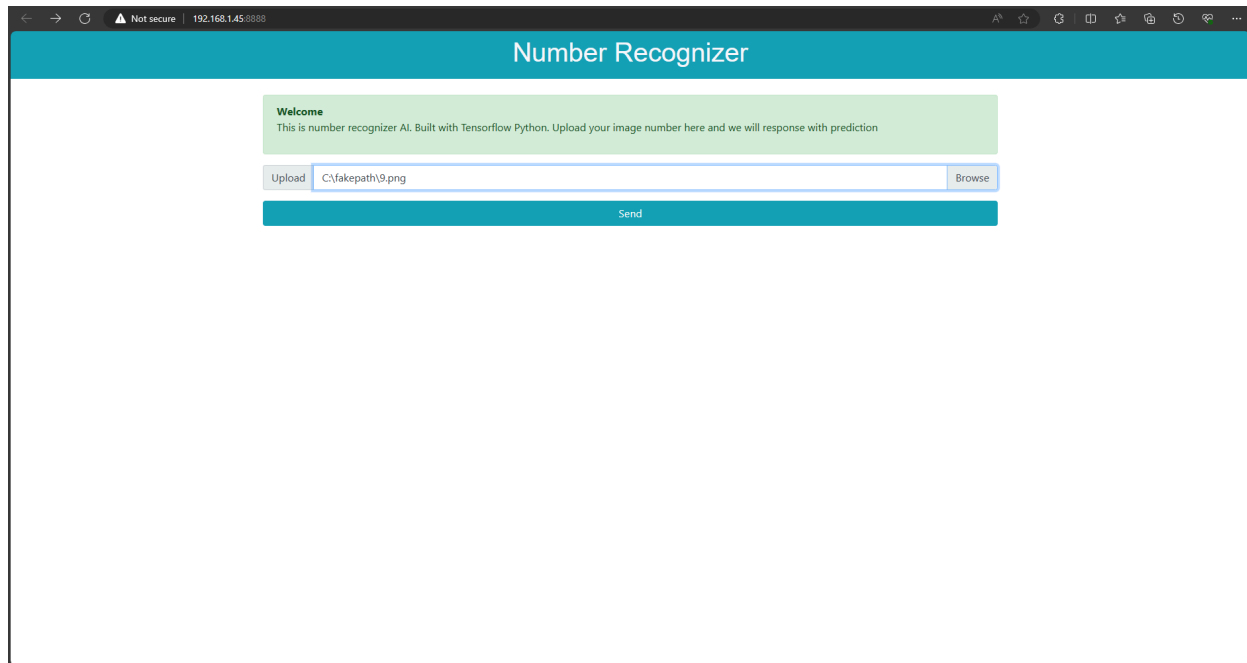 Not secure
192.168.1.45:8888
Number Recognizer
Welcome
This is number recognizer AI. Built with Tensorflow Python. Upload your image number here and we will response with prediction
Upload
C:\fakepath\9.png
Browse
Send